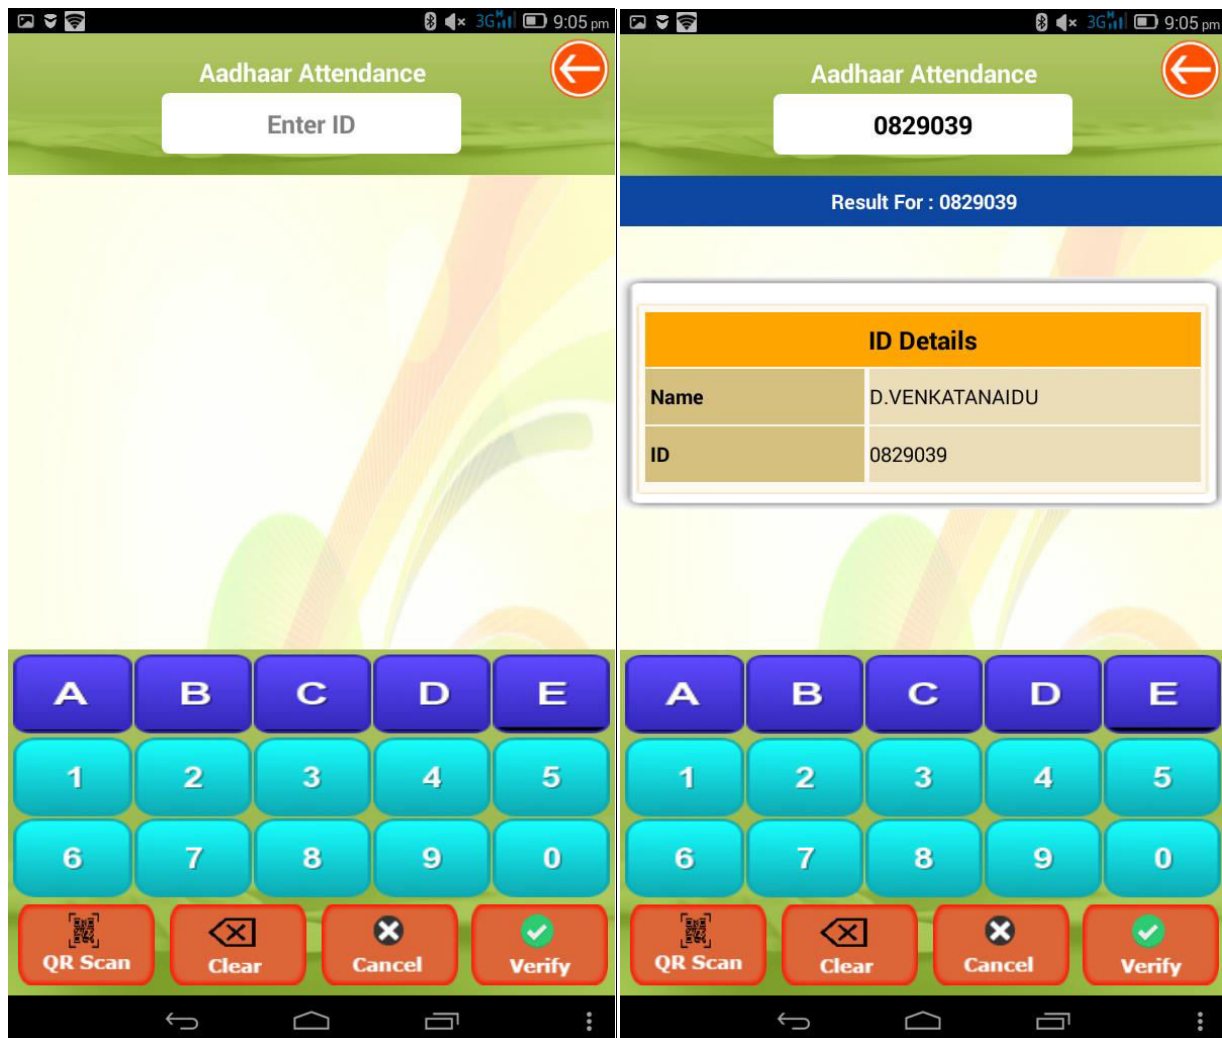 3G H 9:05 pm
Aadhaar Attendance
Enter ID
A B C D E
1 2 3 4 5
6 7 8 9 0
QR Scan Clear Cancel Verify
3G H 9:05 pm
Aadhaar Attendance
0829039
Result For : 0829039
ID Details
Name D.VENKATANAIDU
ID 0829039
A B C D E
1 2 3 4 5
6 7 8 9 0
QR Scan Clear Cancel Verify